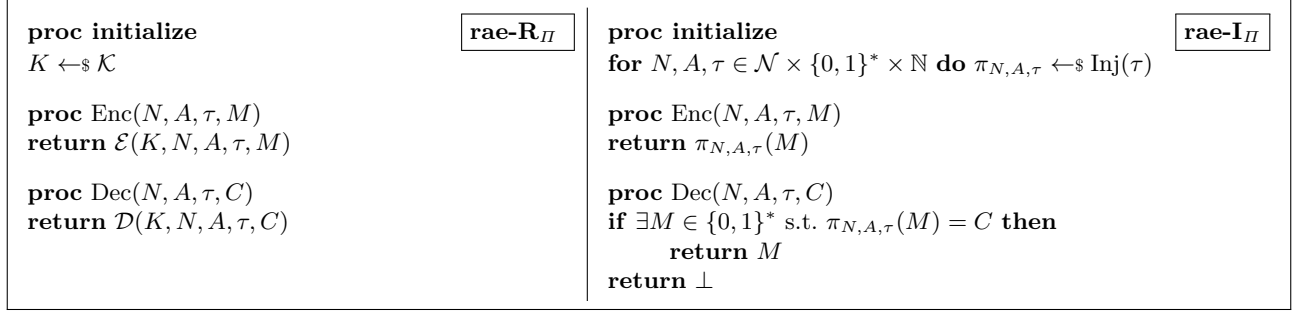 proc initialize
rae-R_Π
K ←$ 𝒦
proc Enc(N, A, τ, M)
return ℰ(K, N, A, τ, M)
proc Dec(N, A, τ, C)
return 𝒟(K, N, A, τ, C)
proc initialize
rae-I_Π
for N, A, τ ∈ 𝒩 × {0, 1}* × ℕ do π_{N,A,τ} ←$ Inj(τ)
proc Enc(N, A, τ, M)
return π_{N,A,τ}(M)
proc Dec(N, A, τ, C)
if ∃M ∈ {0, 1}* s.t. π_{N,A,τ}(M) = C then
return M
return ⊥